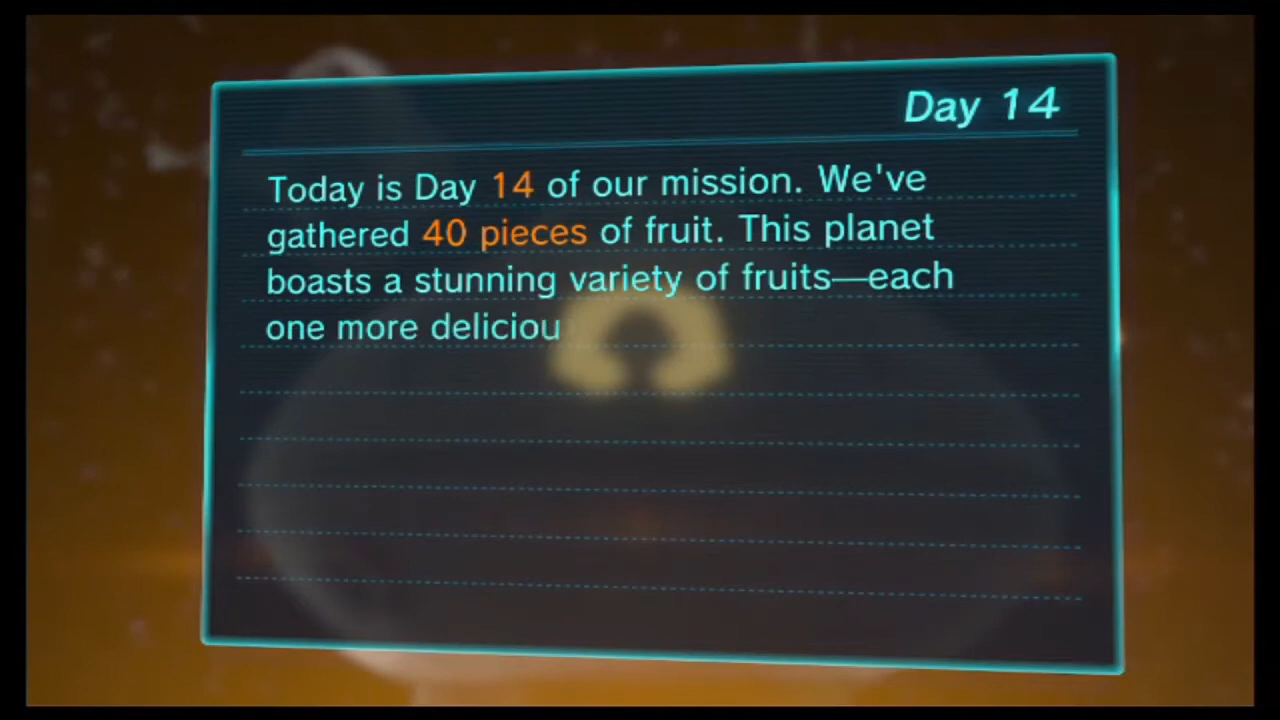 Day 14
Today is Day 14 of our mission. We've
gathered 40 pieces of fruit. This planet
boasts a stunning variety of fruits—each
one more deliciou